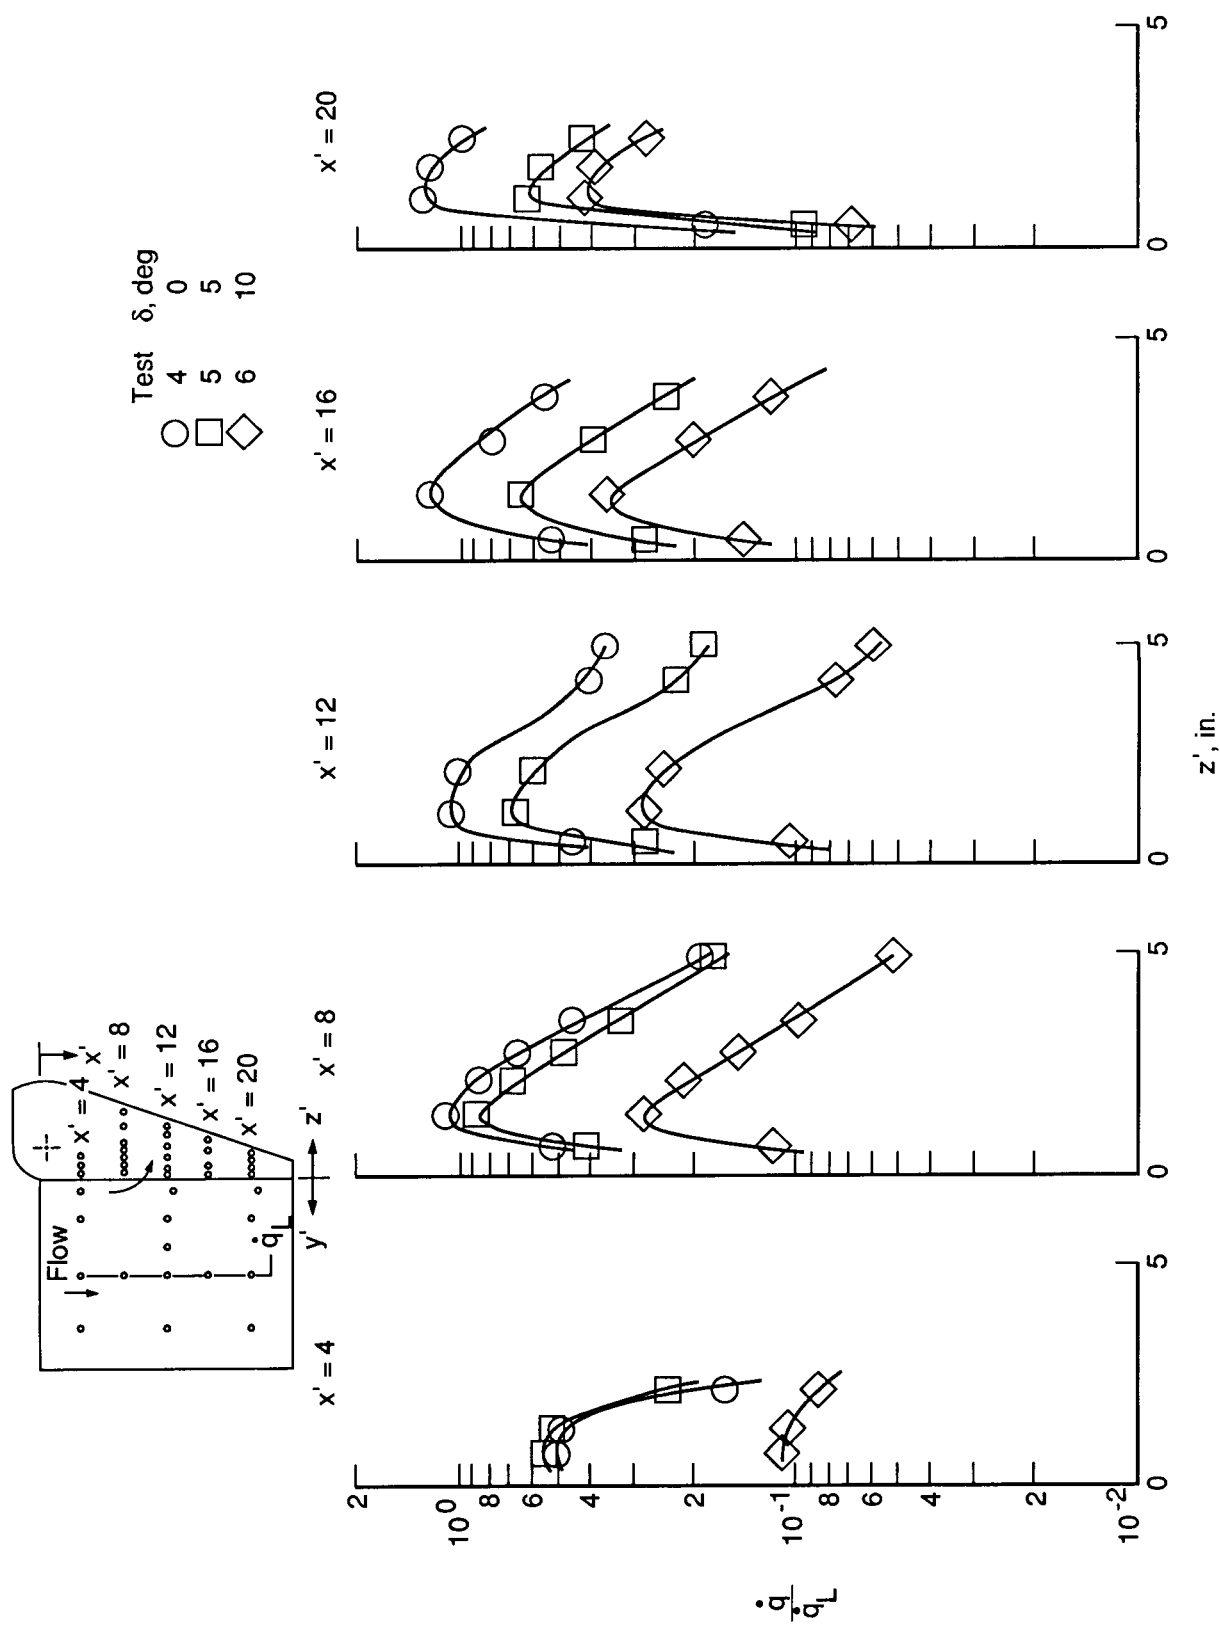 Flow
q̇L
y'
z'
x'
x' = 4
x' = 8
x' = 12
x' = 16
x' = 20
Test δ, deg
4 0
5 5
6 10
x' = 4
x' = 8
x' = 12
x' = 16
x' = 20
q̇
q̇L
2
10⁰
8
6
4
2
10⁻¹
8
6
4
2
10⁻²
0 5
0 5
0 5
0 5
0 5
z', in.